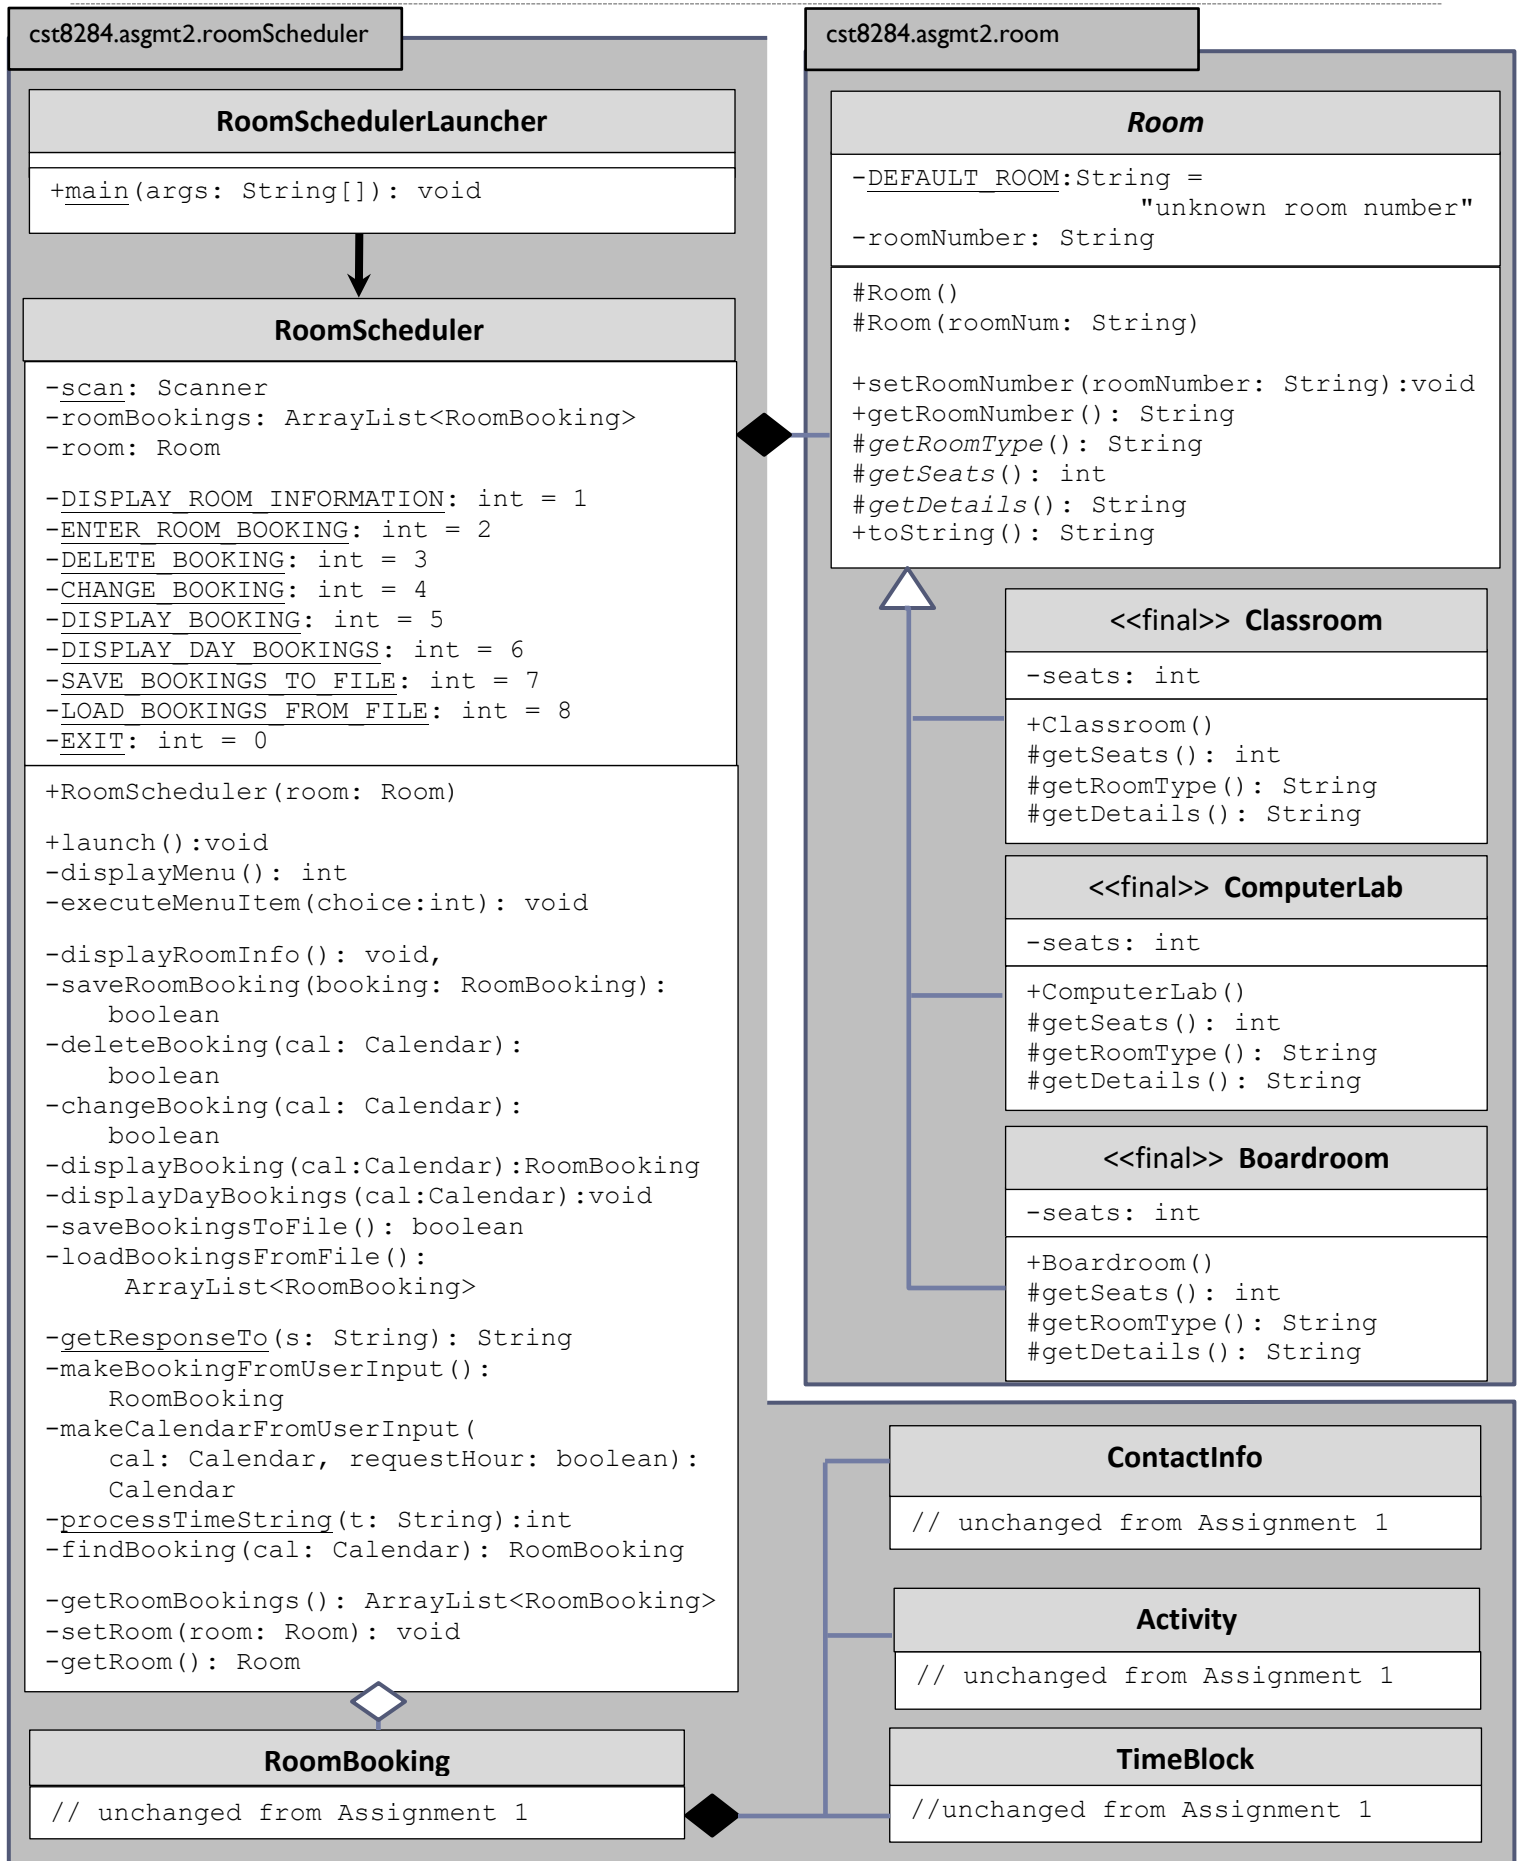 cst8284.asgmt2.roomScheduler
RoomSchedulerLauncher
+main(args: String[]): void
RoomScheduler
-scan: Scanner
-roomBookings: ArrayList<RoomBooking>
-room: Room
-DISPLAY_ROOM_INFORMATION: int = 1
-ENTER_ROOM_BOOKING: int = 2
-DELETE_BOOKING: int = 3
-CHANGE_BOOKING: int = 4
-DISPLAY_BOOKING: int = 5
-DISPLAY_DAY_BOOKINGS: int = 6
-SAVE_BOOKINGS_TO_FILE: int = 7
-LOAD_BOOKINGS_FROM_FILE: int = 8
-EXIT: int = 0
+RoomScheduler(room: Room)
+launch():void
-displayMenu(): int
-executeMenuItem(choice:int): void
-displayRoomInfo(): void,
-saveRoomBooking(booking: RoomBooking):
boolean
-deleteBooking(cal: Calendar):
boolean
-changeBooking(cal: Calendar):
boolean
-displayBooking(cal:Calendar):RoomBooking
-displayDayBookings(cal:Calendar):void
-saveBookingsToFile(): boolean
-loadBookingsFromFile():
ArrayList<RoomBooking>
-getResponseTo(s: String): String
-makeBookingFromUserInput():
RoomBooking
-makeCalendarFromUserInput(
cal: Calendar, requestHour: boolean):
Calendar
-processTimeString(t: String):int
-findBooking(cal: Calendar): RoomBooking
-getRoomBookings(): ArrayList<RoomBooking>
-setRoom(room: Room): void
-getRoom(): Room
RoomBooking
// unchanged from Assignment 1
cst8284.asgmt2.room
Room
-DEFAULT_ROOM:String =
"unknown room number"
-roomNumber: String
#Room()
#Room(roomNum: String)
+setRoomNumber(roomNumber: String):void
+getRoomNumber(): String
#getRoomType(): String
#getSeats(): int
#getDetails(): String
+toString(): String
<<final>> Classroom
-seats: int
+Classroom()
#getSeats(): int
#getRoomType(): String
#getDetails(): String
<<final>> ComputerLab
-seats: int
+ComputerLab()
#getSeats(): int
#getRoomType(): String
#getDetails(): String
<<final>> Boardroom
-seats: int
+Boardroom()
#getSeats(): int
#getRoomType(): String
#getDetails(): String
ContactInfo
// unchanged from Assignment 1
Activity
// unchanged from Assignment 1
TimeBlock
//unchanged from Assignment 1